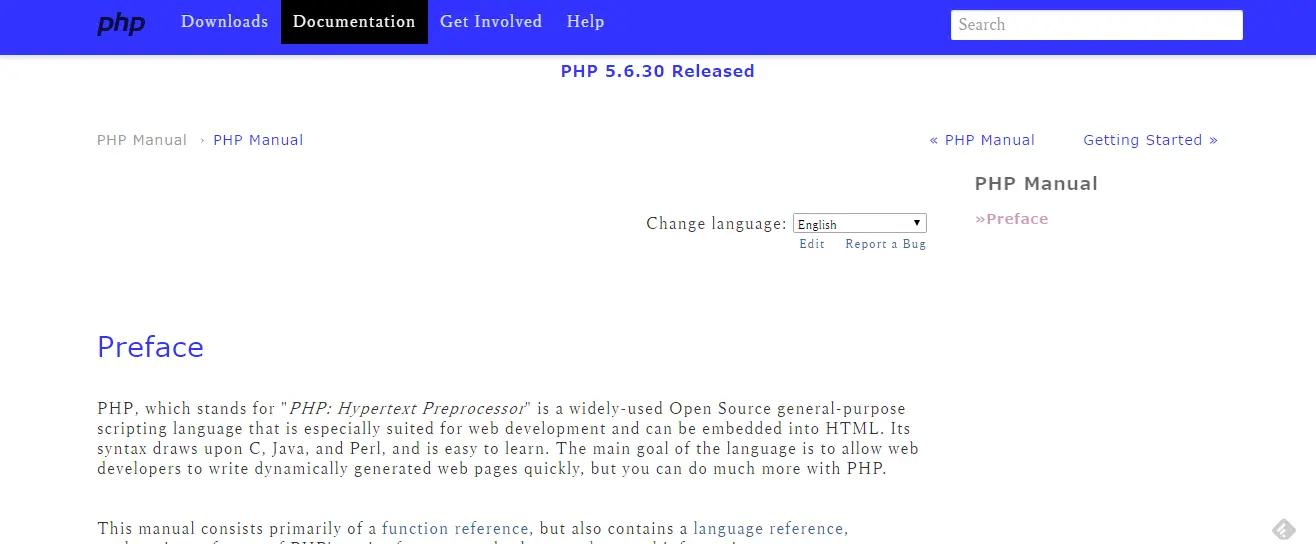 php Downloads Documentation Get Involved Help Search
PHP 5.6.30 Released
PHP Manual › PHP Manual « PHP Manual Getting Started »
PHP Manual
»Preface
Change language: English
Edit Report a Bug
Preface
PHP, which stands for "PHP: Hypertext Preprocessor" is a widely-used Open Source general-purpose
scripting language that is especially suited for web development and can be embedded into HTML. Its
syntax draws upon C, Java, and Perl, and is easy to learn. The main goal of the language is to allow web
developers to write dynamically generated web pages quickly, but you can do much more with PHP.
This manual consists primarily of a function reference, but also contains a language reference,